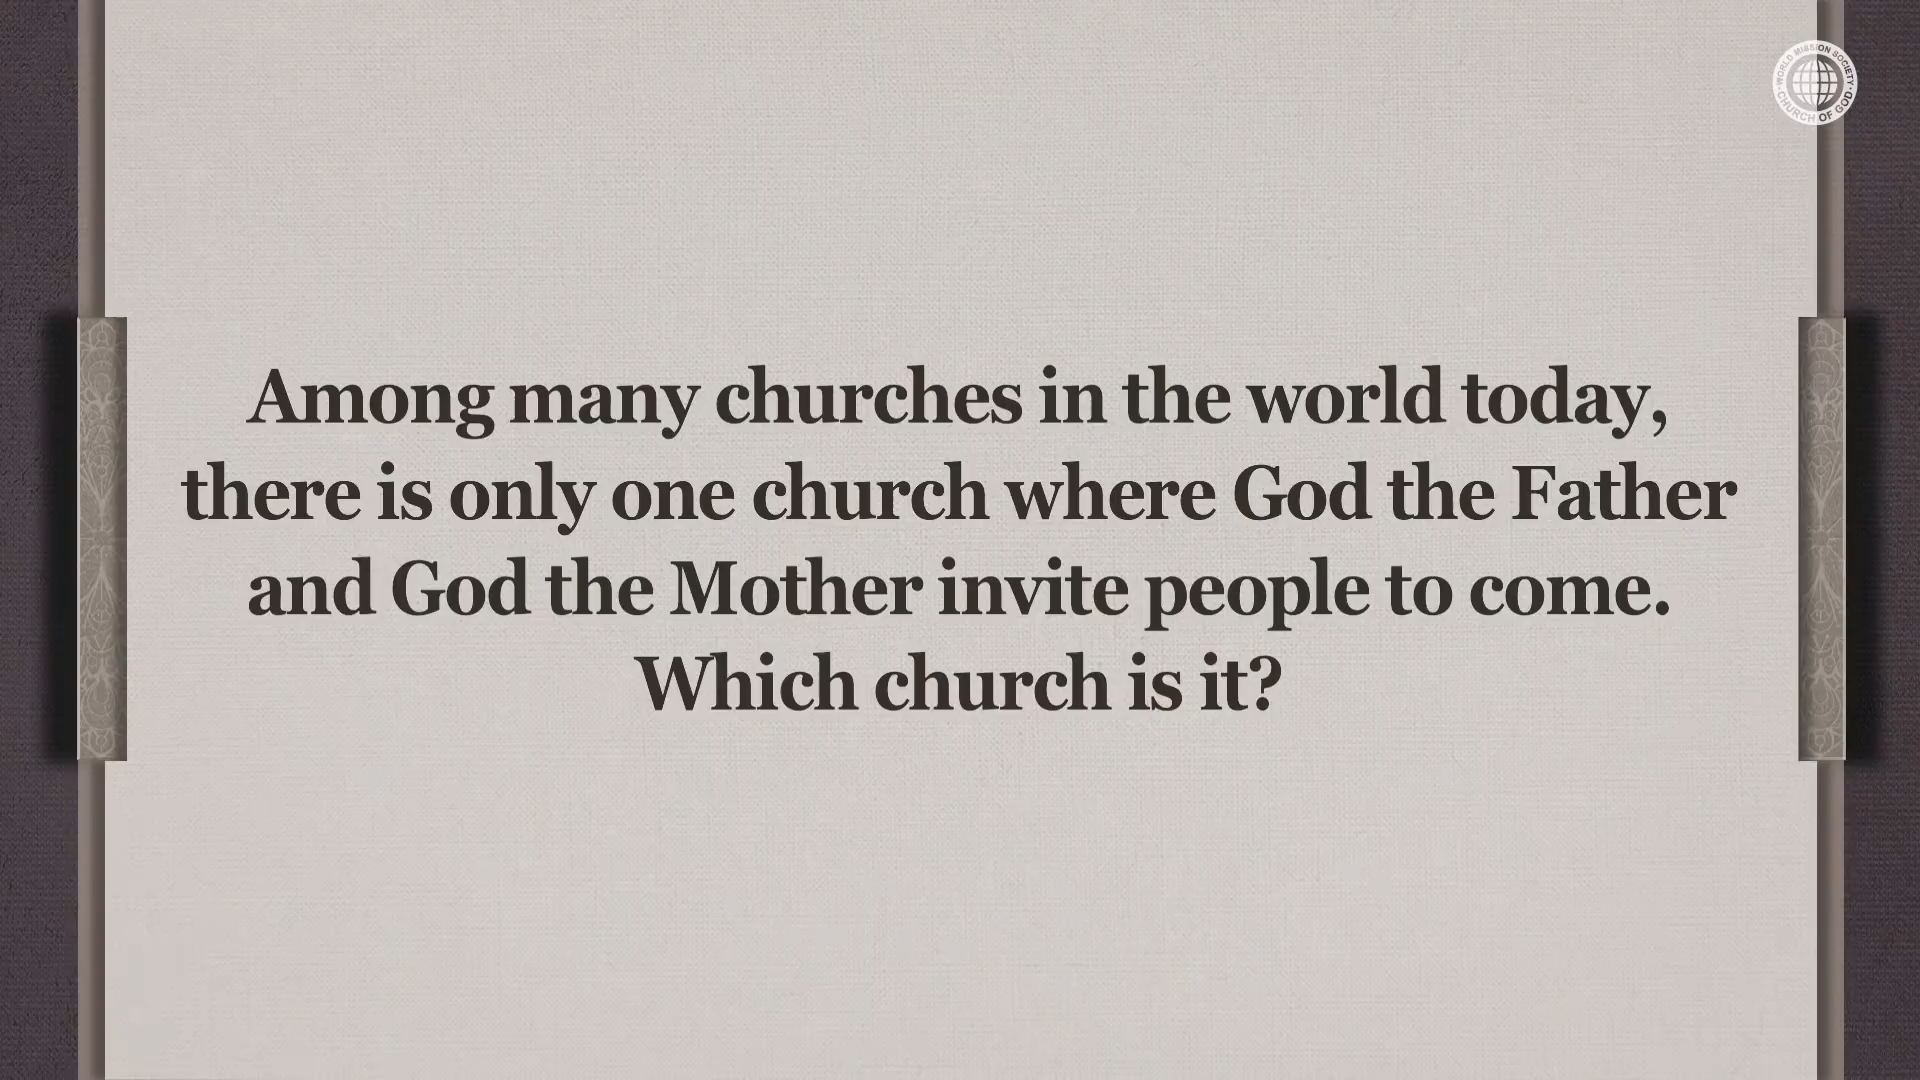 WORLD MISSION SOCIETY
CHURCH OF GOD
Among many churches in the world today,
there is only one church where God the Father
and God the Mother invite people to come.
Which church is it?